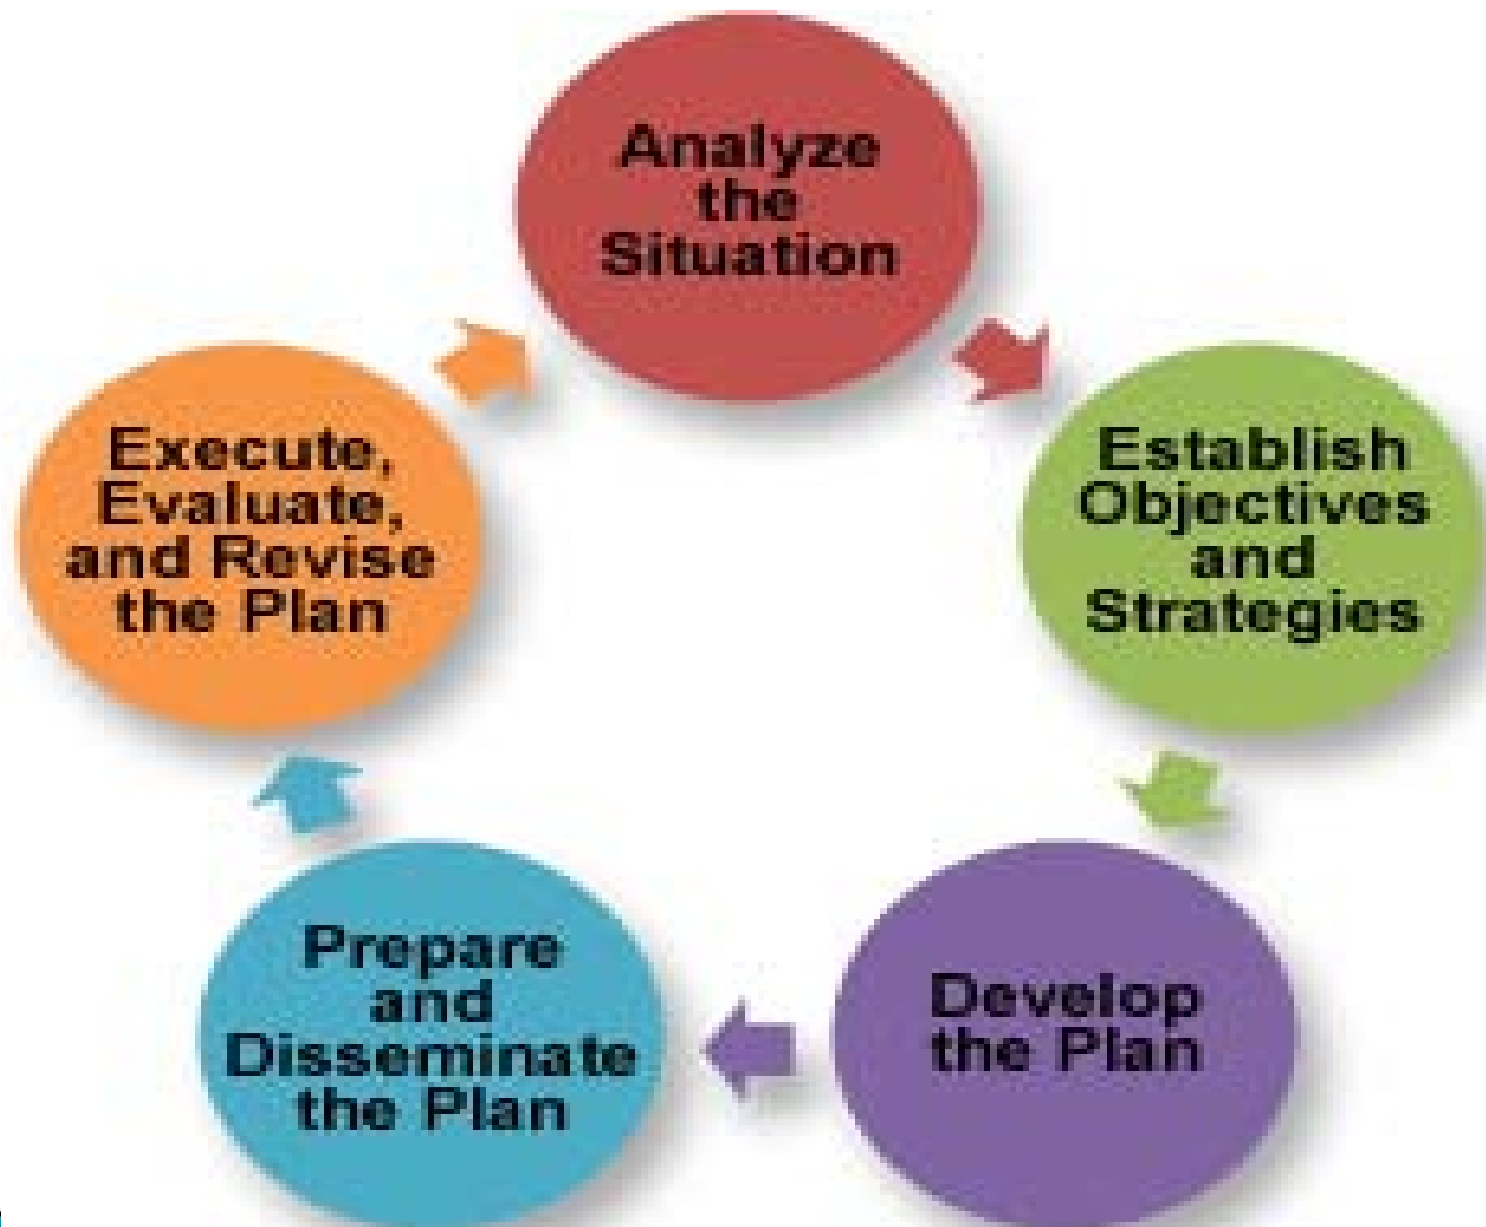 Analyze
the
Situation
Establish
Objectives
and
Strategies
Develop
the Plan
Prepare
and
Disseminate
the Plan
Execute,
Evaluate,
and Revise
the Plan